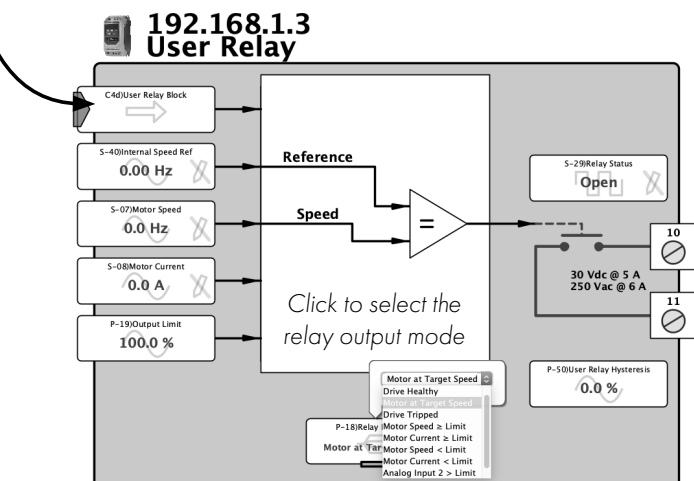 192.168.1.3
User Relay
C4d)User Relay Block
S-40)Internal Speed Ref
0.00 Hz
Reference
S-29)Relay Status
Open
S-07)Motor Speed
0.0 Hz
Speed
=
10
S-08)Motor Current
0.0 A
30 Vdc @ 5 A
250 Vac @ 6 A
11
Click to select the
relay output mode
P-19)Output Limit
100.0 %
P-50)User Relay Hysteresis
0.0 %
Motor at Target Speed
Drive Healthy
Motor at Target Speed
Drive Tripped
P-18)Relay
Motor Speed ≥ Limit
Motor Current ≥ Limit
Motor at Tar
Motor Speed < Limit
Motor Current < Limit
Analog Input 2 > Limit